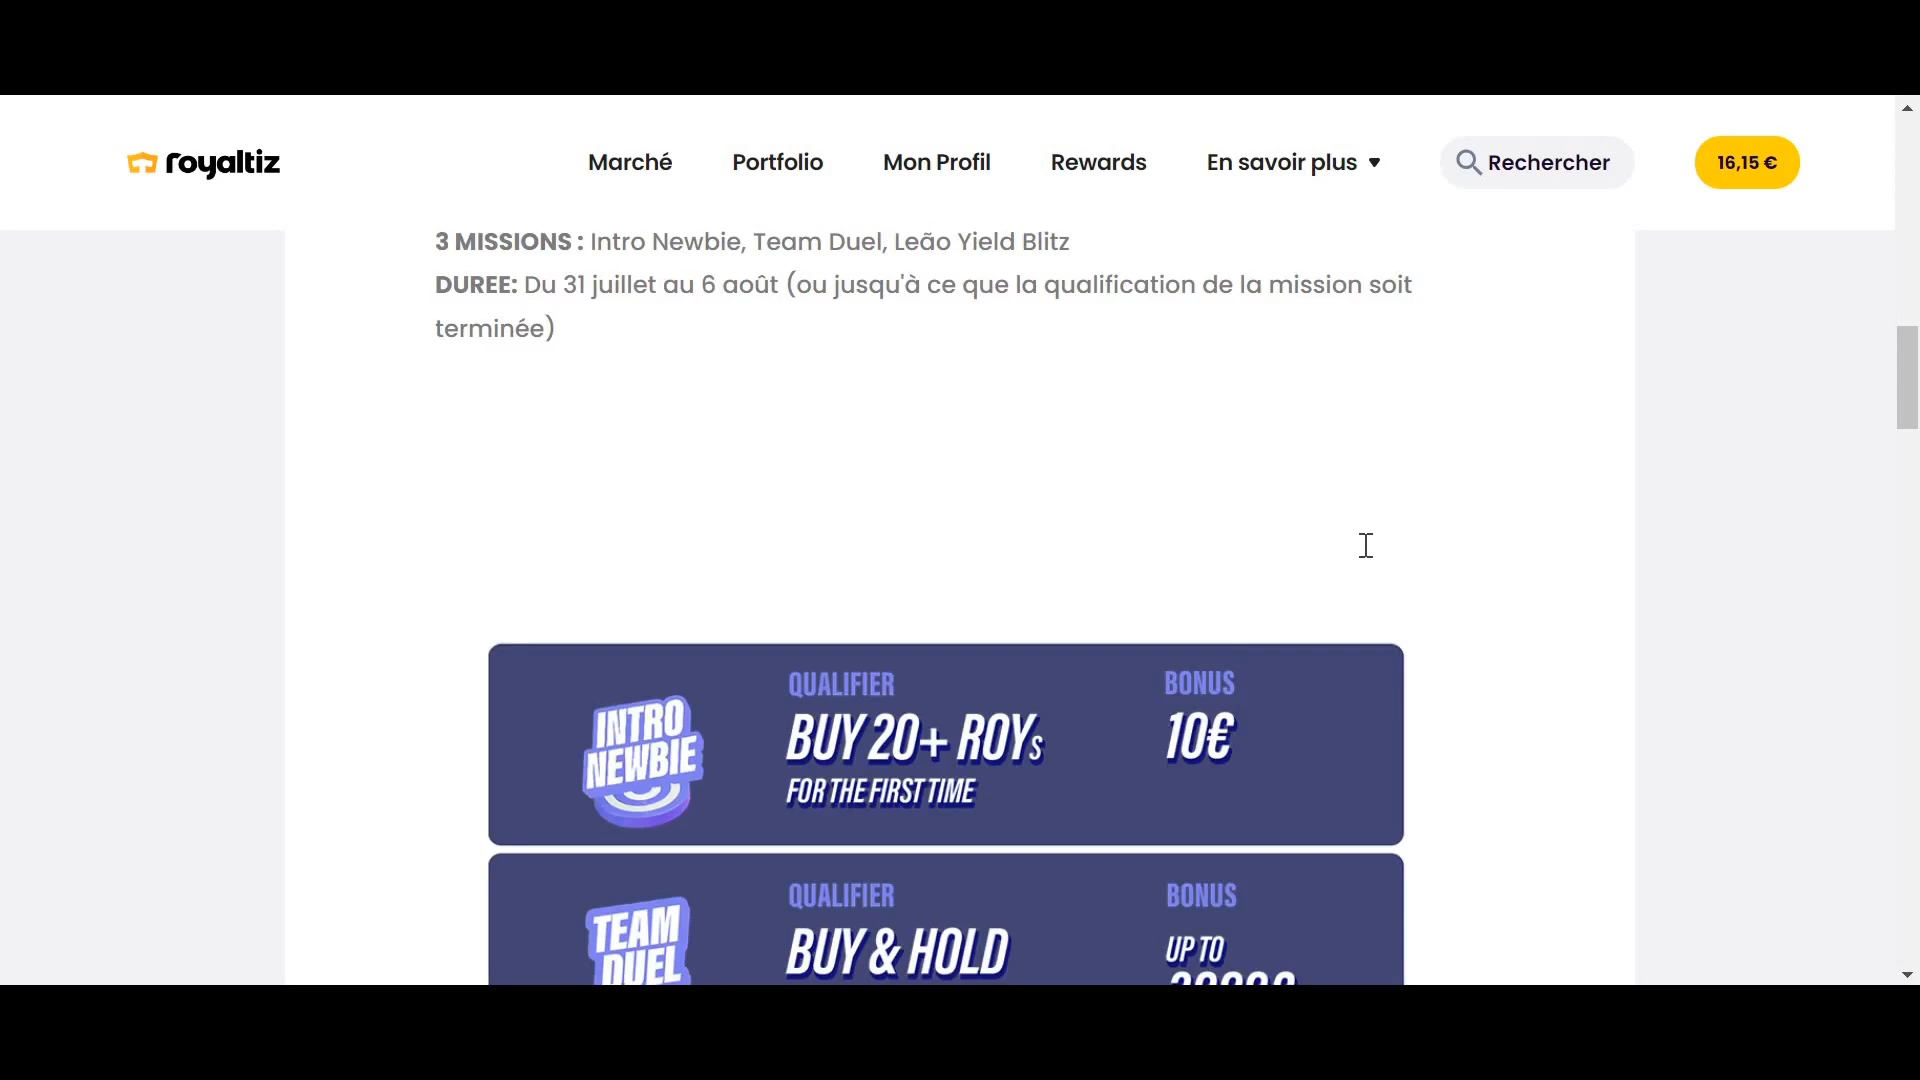 royaltiz
Marché
Portfolio
Mon Profil
Rewards
En savoir plus
Rechercher
16,15 €
3 MISSIONS : Intro Newbie, Team Duel, Leão Yield Blitz
DUREE: Du 31 juillet au 6 août (ou jusqu'à ce que la qualification de la mission soit
terminée)
INTRO
NEWBIE
QUALIFIER
BUY 20+ ROYs
FOR THE FIRST TIME
BONUS
10€
TEAM
DUEL
QUALIFIER
BUY & HOLD
BONUS
UP TO